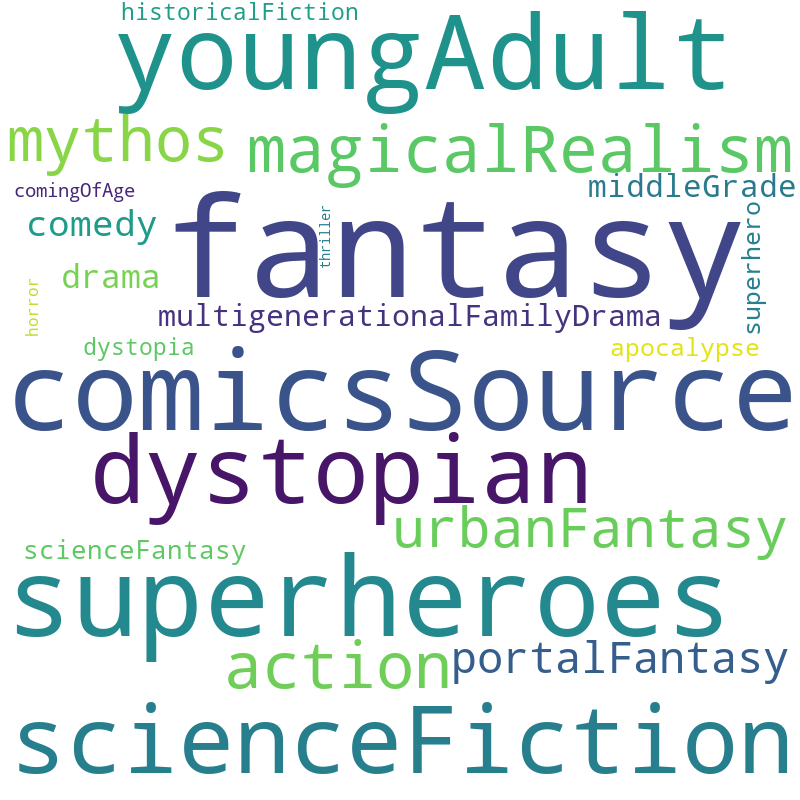 historicalFiction
youngAdult
mythos
magicalRealism
comingOfAge
middleGrade
comedy
fantasy
thriller
superhero
drama
horror
multigenerationalFamilyDrama
dystopia
apocalypse
comicsSource
dystopian
urbanFantasy
scienceFantasy
superheroes
action
portalFantasy
scienceFiction